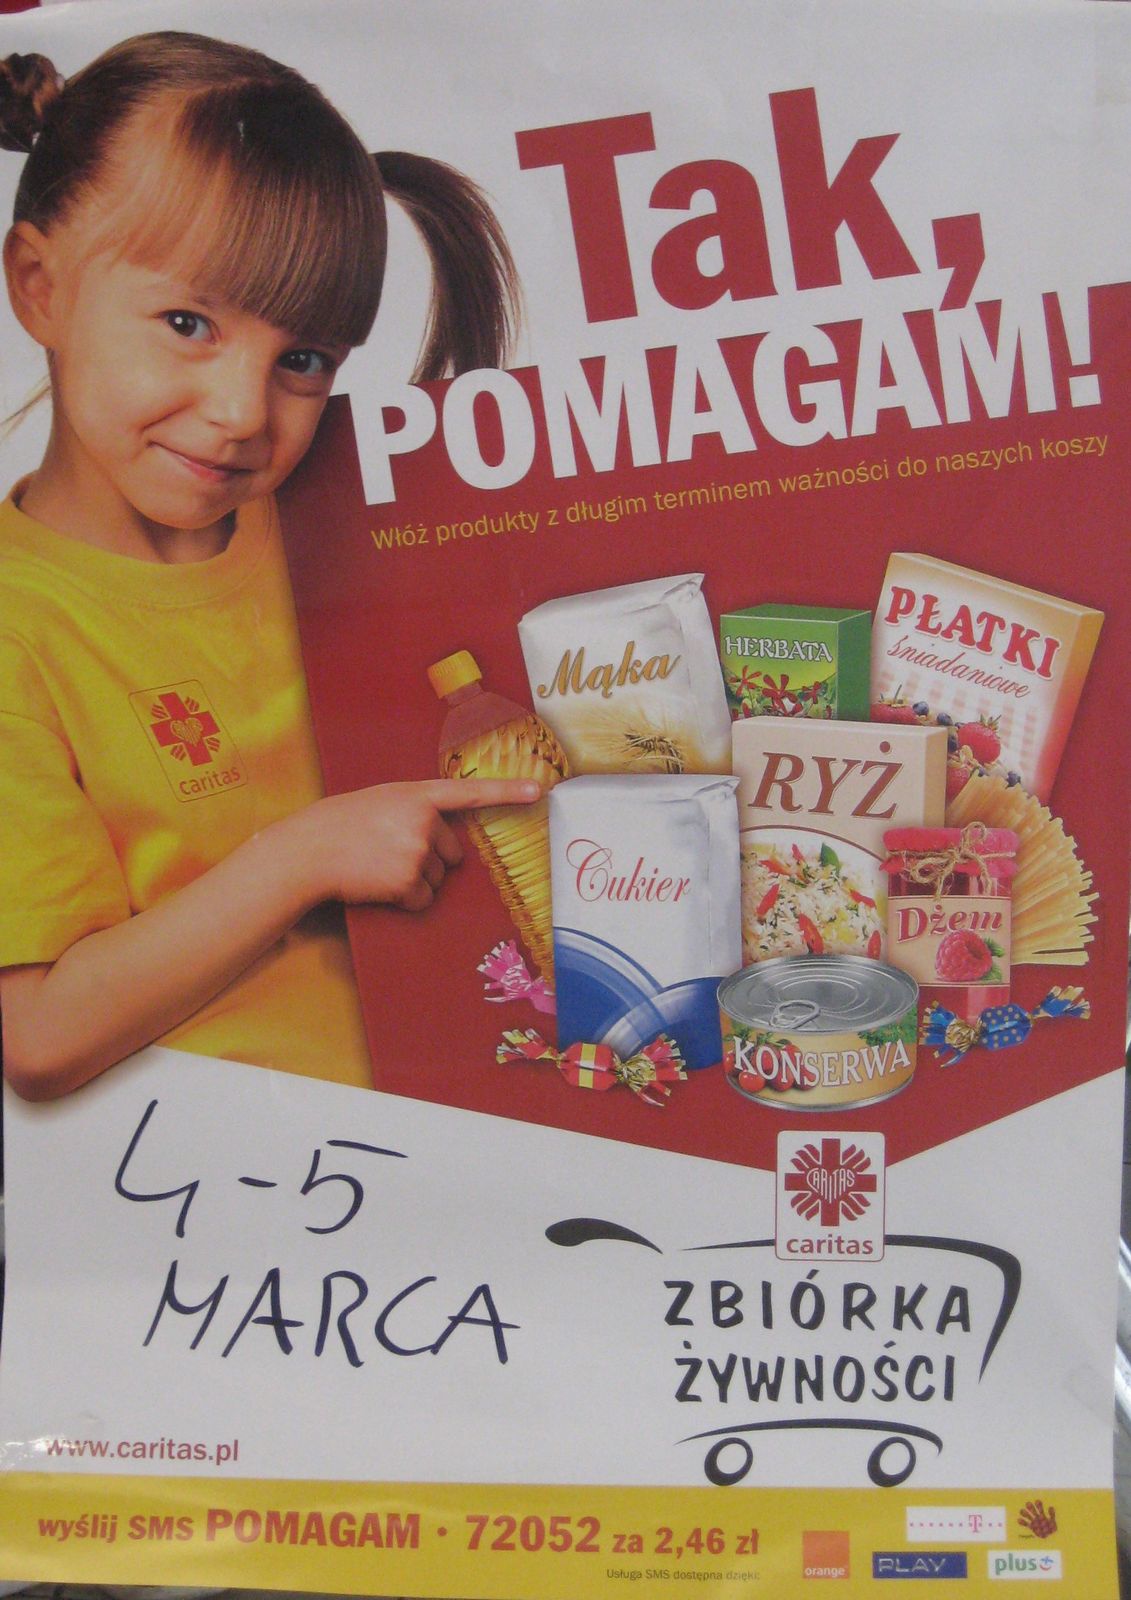 Tak,
POMAGAM!
Włóż produkty z długim terminem ważności do naszych koszy
Mąka
HERBATA
PŁATKI
śniadaniowe
caritas
RYŻ
Cukier
Dżem
KONSERWA
4-5
MARCA
CARITAS
caritas
ZBIÓRKA
ŻYWNOŚCI
www.caritas.pl
wyślij SMS POMAGAM · 72052 za 2,46 zł
Usługa SMS dostępna dzięki:
orange
T
PLAY
plus